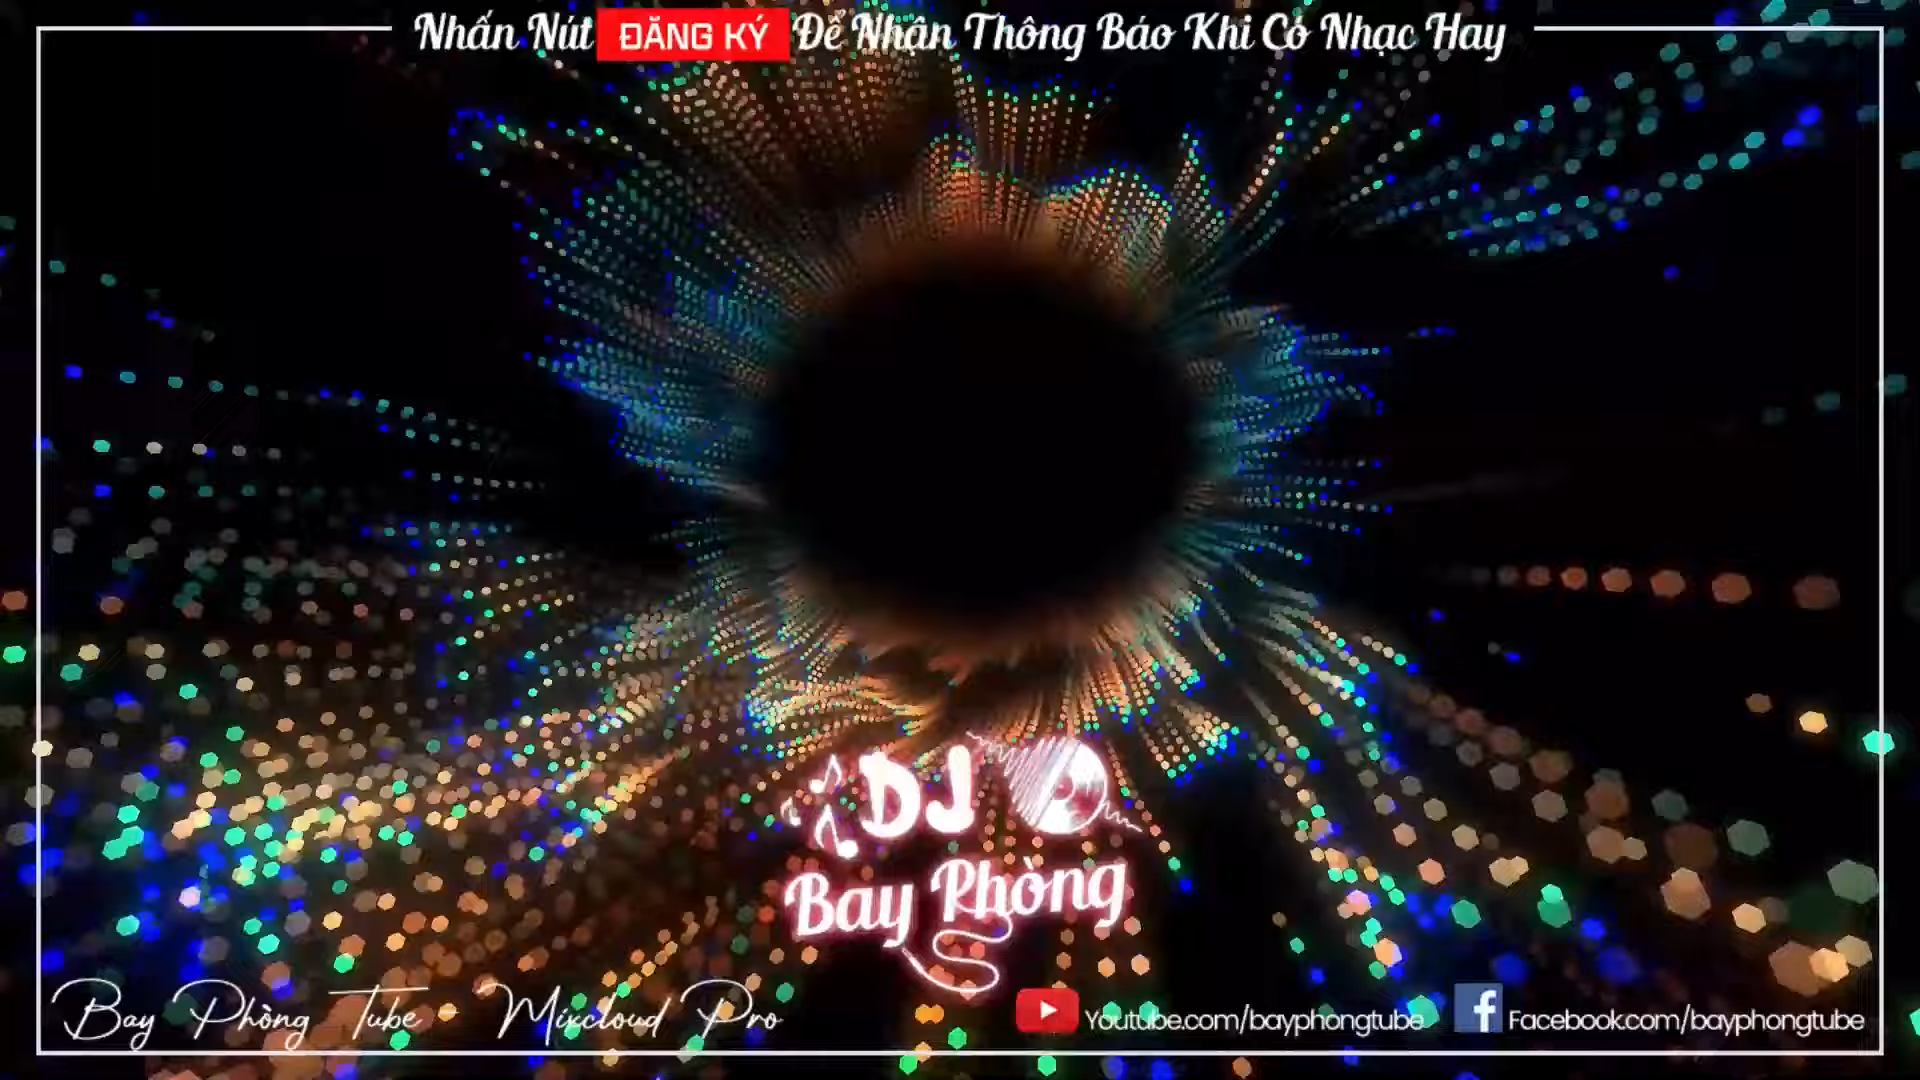 Nhấn Nút ĐĂNG KÝ Để Nhận Thông Báo Khi Có Nhạc Hay
DJ
Bay Phòng
Bay Phòng Tube - Mixcloud Pro
Youtube.com/bayphongtube
Facebook.com/bayphongtube